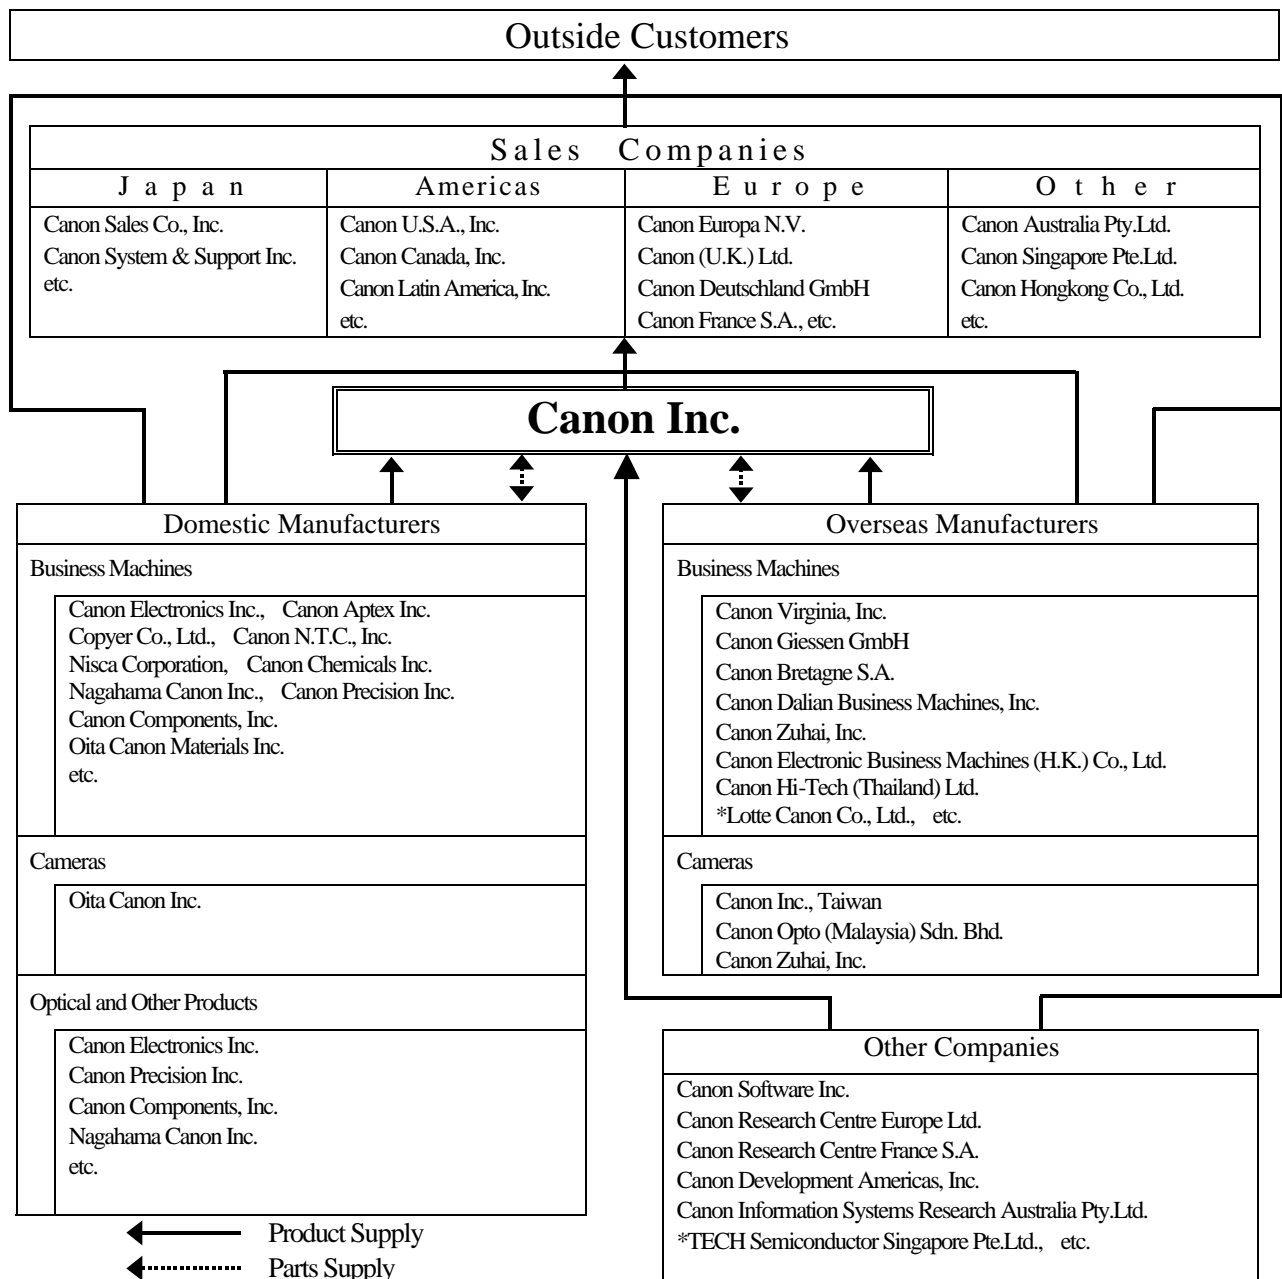 Outside Customers
Sales Companies
Japan
Americas
Europe
Other
Canon Sales Co., Inc.
Canon System & Support Inc.
etc.
Canon U.S.A., Inc.
Canon Canada, Inc.
Canon Latin America, Inc.
etc.
Canon Europa N.V.
Canon (U.K.) Ltd.
Canon Deutschland GmbH
Canon France S.A., etc.
Canon Australia Pty.Ltd.
Canon Singapore Pte.Ltd.
Canon Hongkong Co., Ltd.
etc.
Canon Inc.
Domestic Manufacturers
Business Machines
Canon Electronics Inc., Canon Aptex Inc.
Copyer Co., Ltd., Canon N.T.C., Inc.
Nisca Corporation, Canon Chemicals Inc.
Nagahama Canon Inc., Canon Precision Inc.
Canon Components, Inc.
Oita Canon Materials Inc.
etc.
Cameras
Oita Canon Inc.
Optical and Other Products
Canon Electronics Inc.
Canon Precision Inc.
Canon Components, Inc.
Nagahama Canon Inc.
etc.
Overseas Manufacturers
Business Machines
Canon Virginia, Inc.
Canon Giessen GmbH
Canon Bretagne S.A.
Canon Dalian Business Machines, Inc.
Canon Zuhai, Inc.
Canon Electronic Business Machines (H.K.) Co., Ltd.
Canon Hi-Tech (Thailand) Ltd.
*Lotte Canon Co., Ltd., etc.
Cameras
Canon Inc., Taiwan
Canon Opto (Malaysia) Sdn. Bhd.
Canon Zuhai, Inc.
Other Companies
Canon Software Inc.
Canon Research Centre Europe Ltd.
Canon Research Centre France S.A.
Canon Development Americas, Inc.
Canon Information Systems Research Australia Pty.Ltd.
*TECH Semiconductor Singapore Pte.Ltd., etc.
Product Supply
Parts Supply